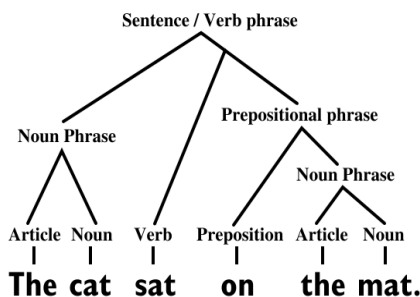 Sentence / Verb phrase
Prepositional phrase
Noun Phrase
Noun Phrase
Article Noun Verb Preposition Article Noun
The cat sat on the mat.